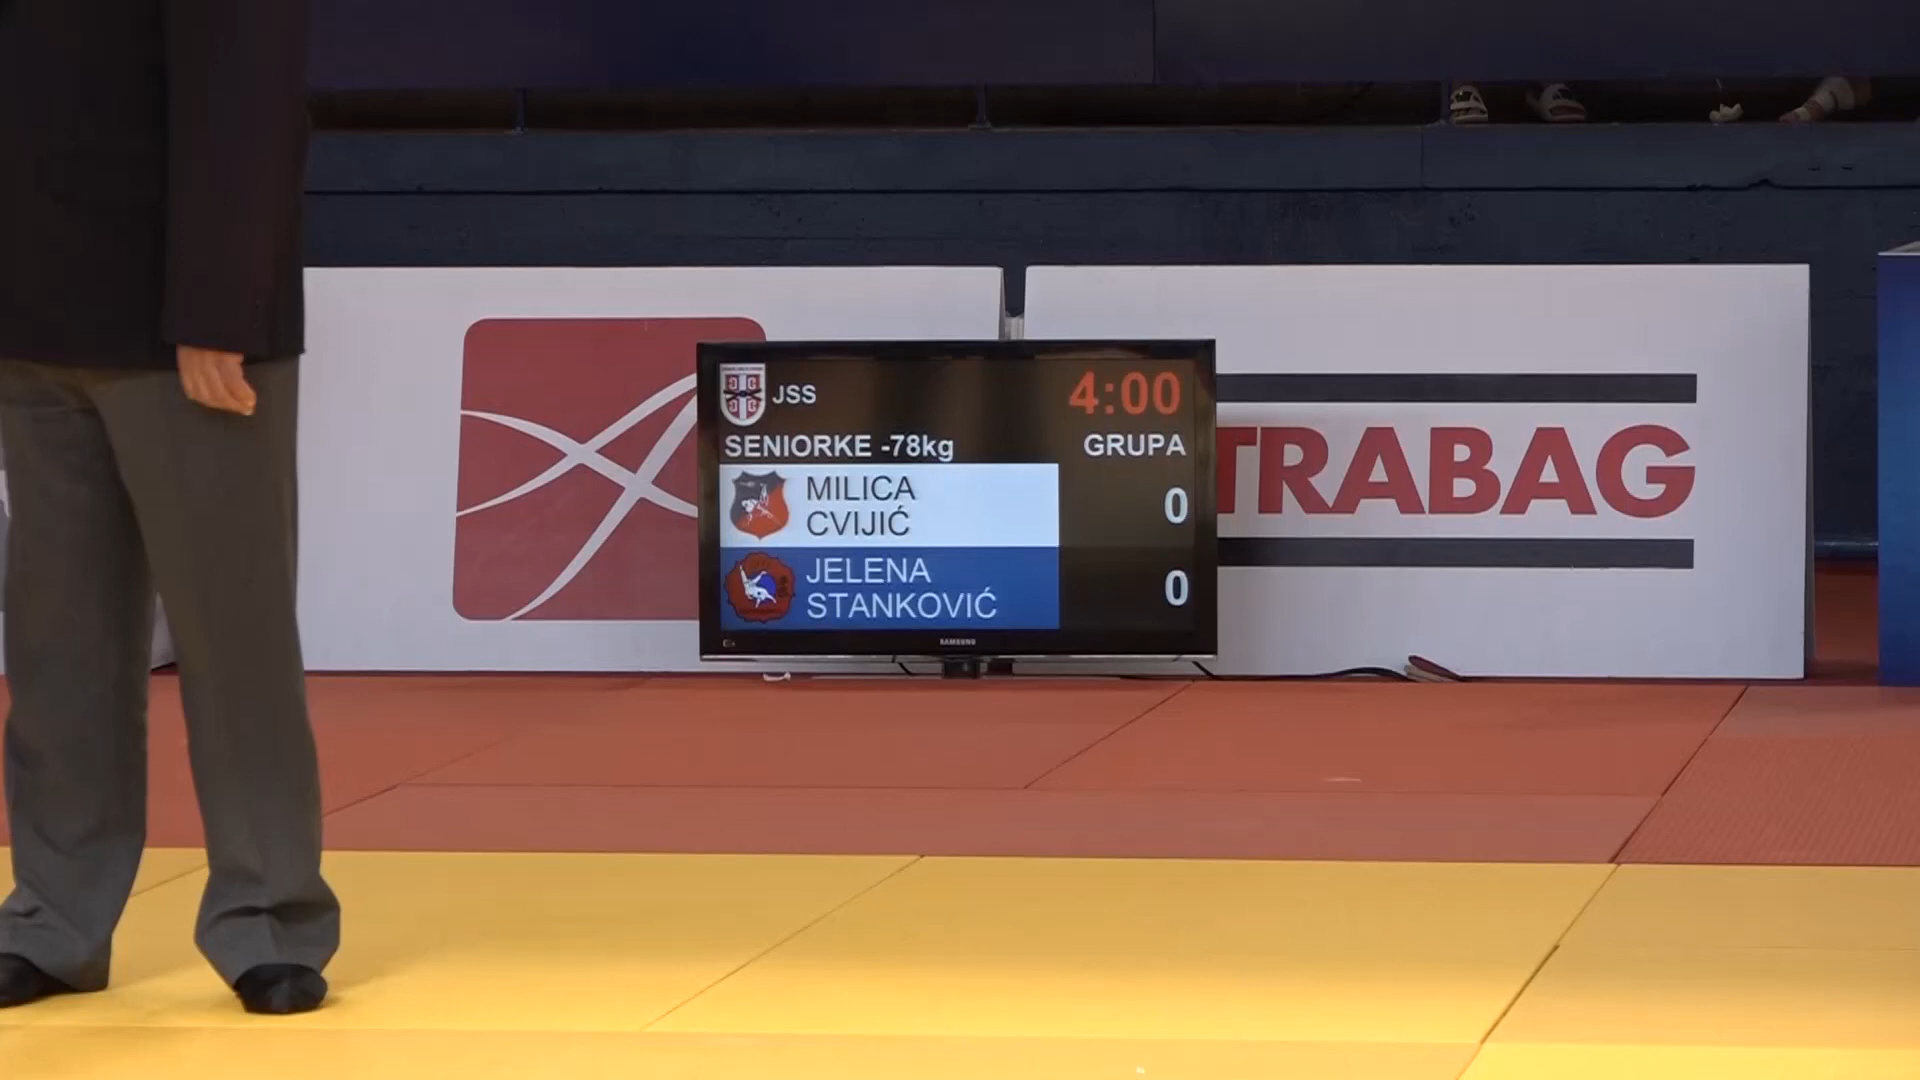 JSS 4:00
SENIORKE -78kg GRUPA
MILICA
CVIJIĆ 0
JELENA
STANKOVIĆ 0
SAMSUNG
TRABAG